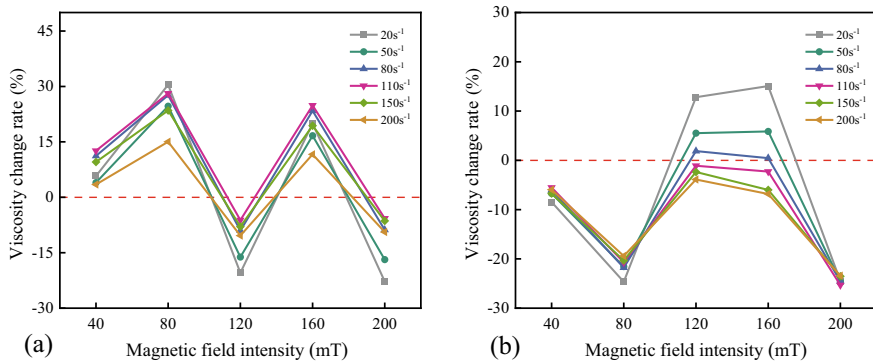 45
30
15
0
-15
-30
40
80
120
160
200
Viscosity change rate (%)
Magnetic field intensity (mT)
20s⁻¹
50s⁻¹
80s⁻¹
110s⁻¹
150s⁻¹
200s⁻¹
(a)
30
20
10
0
-10
-20
-30
40
80
120
160
200
Viscosity change rate (%)
Magnetic field intensity (mT)
20s⁻¹
50s⁻¹
80s⁻¹
110s⁻¹
150s⁻¹
200s⁻¹
(b)